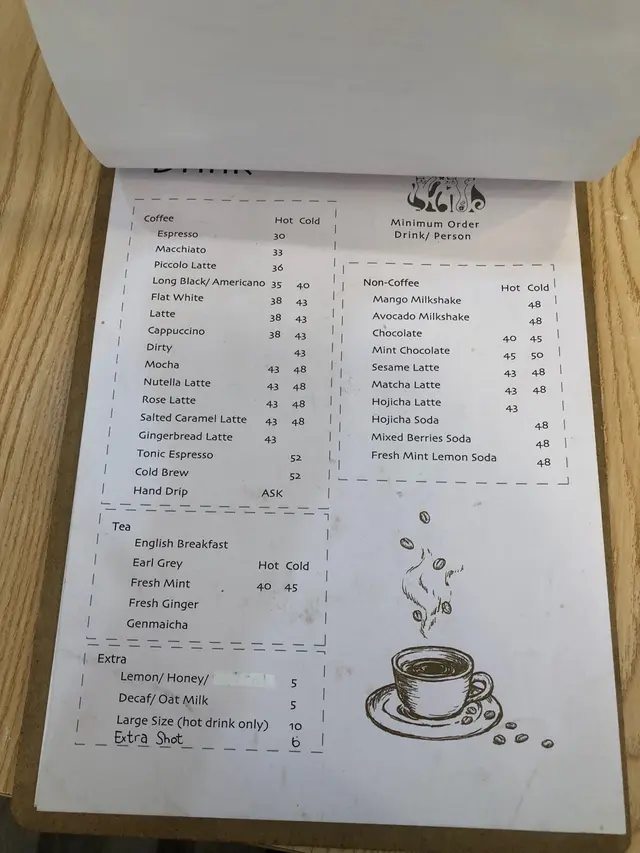 Drink
Minimum Order
Drink/ Person
Coffee Hot Cold
Espresso 30
Macchiato 33
Piccolo Latte 36
Long Black/ Americano 35 40
Flat White 38 43
Latte 38 43
Cappuccino 38 43
Dirty 43
Mocha 43 48
Nutella Latte 43 48
Rose Latte 43 48
Salted Caramel Latte 43 48
Gingerbread Latte 43
Tonic Espresso 52
Cold Brew 52
Hand Drip ASK
Non-Coffee Hot Cold
Mango Milkshake 48
Avocado Milkshake 48
Chocolate 40 45
Mint Chocolate 45 50
Sesame Latte 43 48
Matcha Latte 43 48
Hojicha Latte 43
Hojicha Soda 48
Mixed Berries Soda 48
Fresh Mint Lemon Soda 48
Tea
English Breakfast
Earl Grey Hot Cold
Fresh Mint 40 45
Fresh Ginger
Genmaicha
Extra
Lemon/ Honey/ 5
Decaf/ Oat Milk 5
Large Size (hot drink only) 10
Extra Shot 6